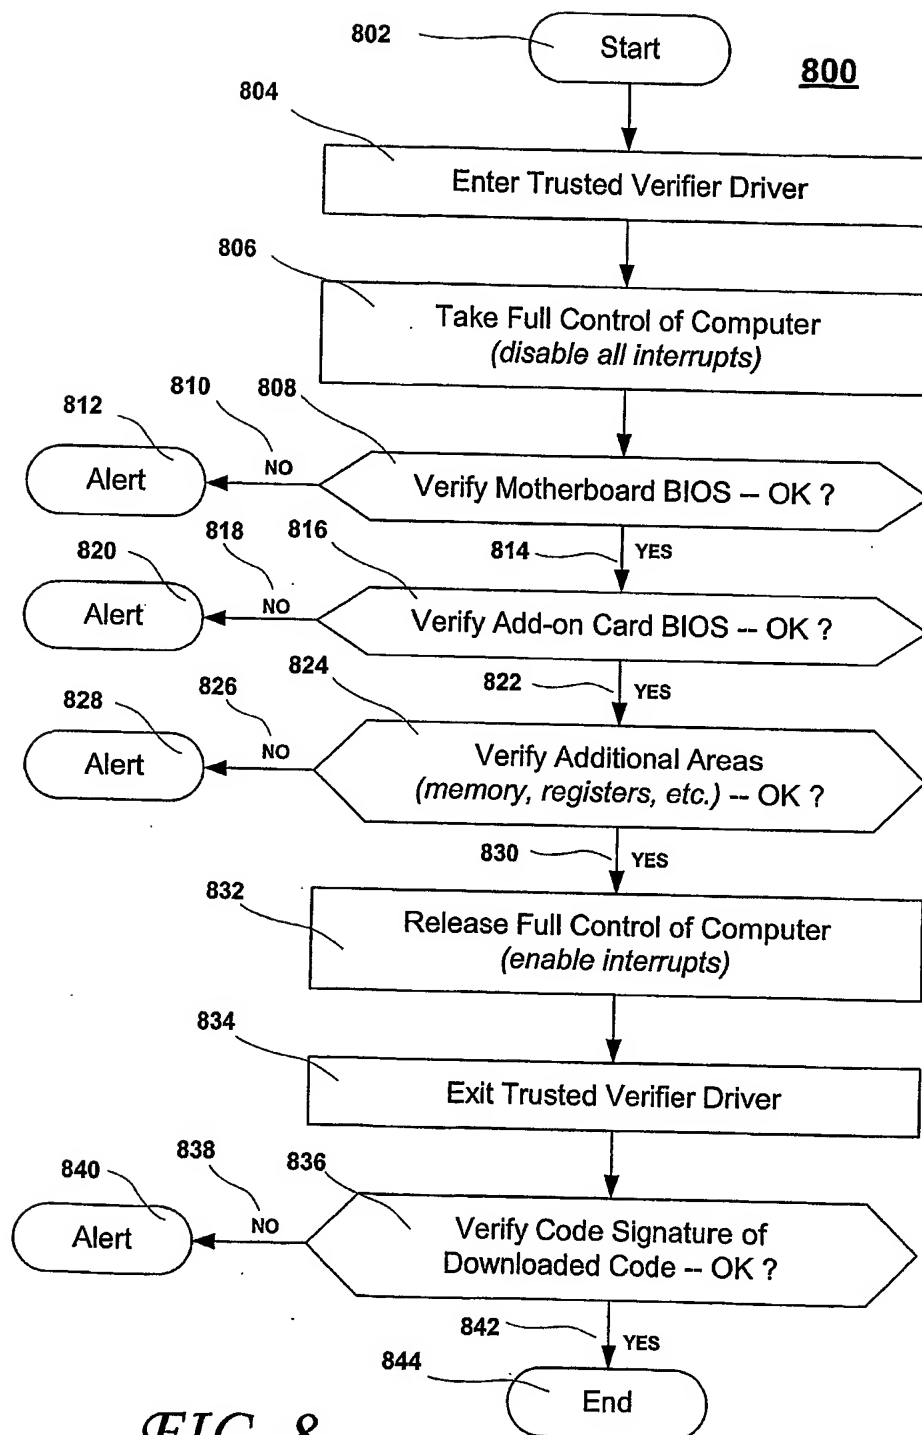 802
Start
800
804
Enter Trusted Verifier Driver
806
Take Full Control of Computer
(disable all interrupts)
810
808
812
Alert
NO
Verify Motherboard BIOS -- OK ?
818
816
814
YES
820
Alert
NO
Verify Add-on Card BIOS -- OK ?
824
826
822
YES
828
Alert
NO
Verify Additional Areas
(memory, registers, etc.) -- OK ?
830
YES
832
Release Full Control of Computer
(enable interrupts)
834
Exit Trusted Verifier Driver
838
836
840
Alert
NO
Verify Code Signature of
Downloaded Code -- OK ?
842
YES
844
End
FIG. 8